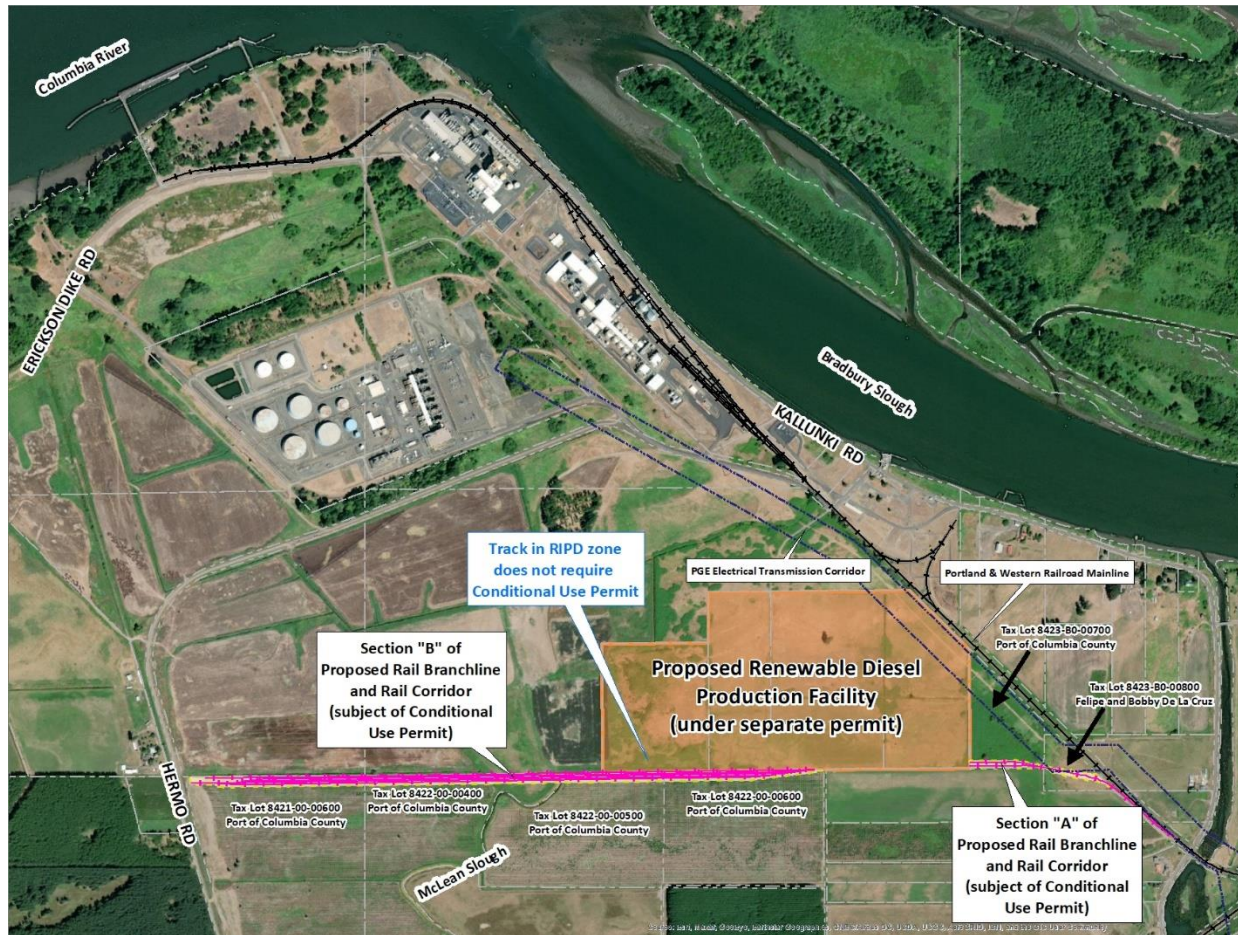 Columbia River
ERICKSON DIKE RD
Bradbury Slough
KALLUNKI RD
Track in RIPD zone
does not require
Conditional Use Permit
PGE Electrical Transmission Corridor
Portland & Western Railroad Mainline
Tax Lot 8423-B0-00700
Port of Columbia County
Section "B" of
Proposed Rail Branchline
and Rail Corridor
(subject of Conditional
Use Permit)
Proposed Renewable Diesel
Production Facility
(under separate permit)
Tax Lot 8423-B0-00800
Felipe and Bobby De La Cruz
HERMO RD
Tax Lot 8421-00-00600
Port of Columbia County
Tax Lot 8422-00-00400
Port of Columbia County
Tax Lot 8422-00-00500
Port of Columbia County
Tax Lot 8422-00-00600
Port of Columbia County
McLean Slough
Section "A" of
Proposed Rail Branchline
and Rail Corridor
(subject of Conditional
Use Permit)